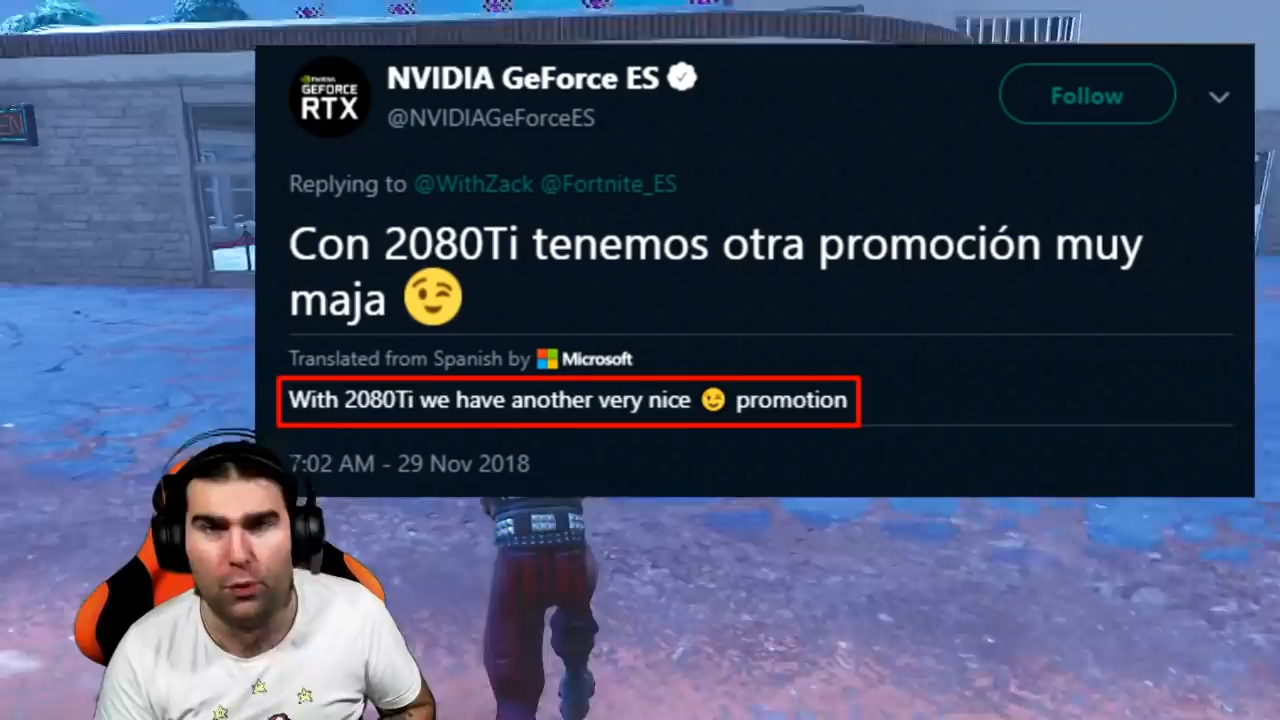 NVIDIA GeForce ES
@NVIDIAGeForceES
Follow
NVIDIA
GEFORCE
RTX
Replying to @WithZack @Fortnite_ES
Con 2080Ti tenemos otra promoción muy
maja 😉
Translated from Spanish by Microsoft
With 2080Ti we have another very nice 😉 promotion
7:02 AM - 29 Nov 2018